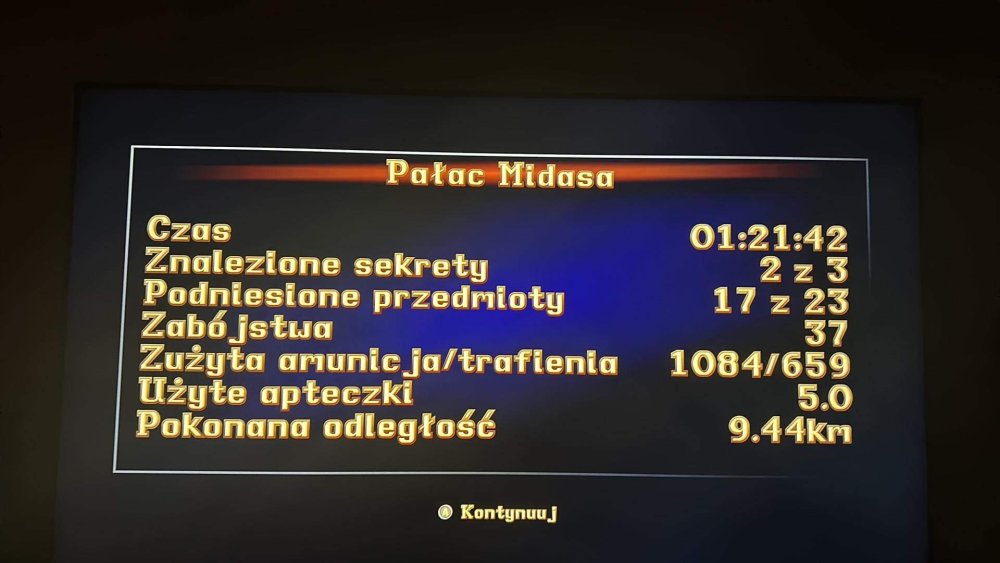 Pałac Midasa
Czas 01:21:42
Znalezione sekrety 2 z 3
Podniesione przedmioty 17 z 23
Zabójstwa 37
Zużyta amunicja/trafienia 1084/659
Użyte apteczki 5.0
Pokonana odległość 9.44km
A Kontynuuj